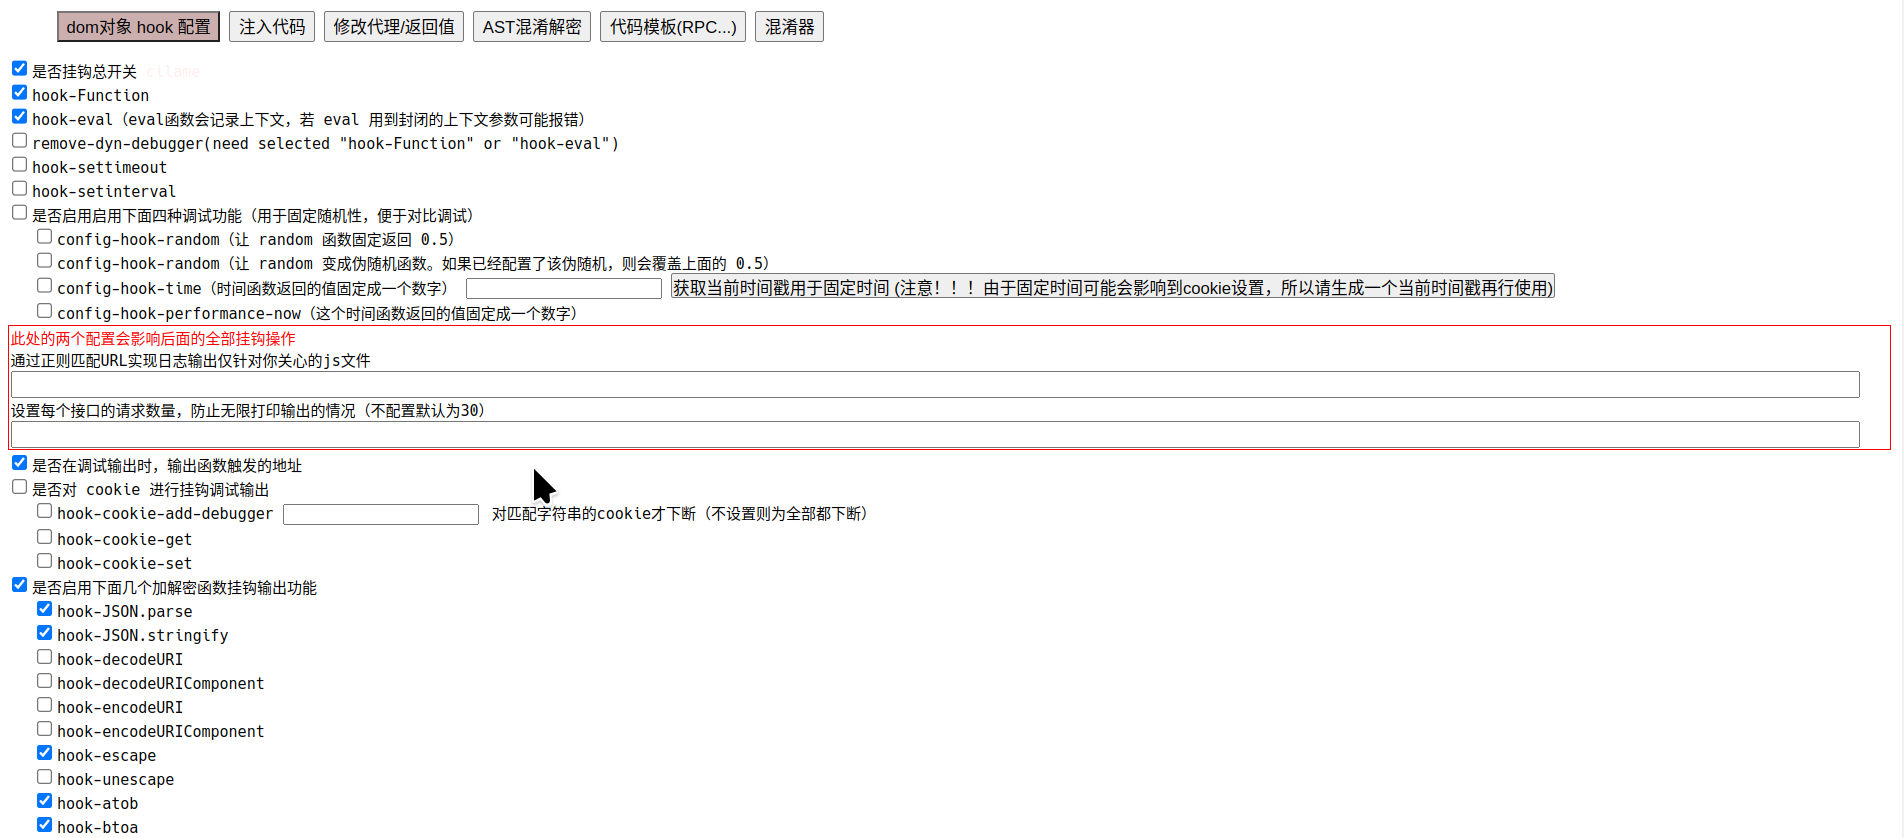 dom对象 hook 配置 注入代码 修改代理/返回值 AST混淆解密 代码模板(RPC...) 混淆器
是否挂钩总开关 cilame
hook-Function
hook-eval（eval函数会记录上下文，若 eval 用到封闭的上下文参数可能报错）
remove-dyn-debugger(need selected "hook-Function" or "hook-eval")
hook-settimeout
hook-setinterval
是否启用启用下面四种调试功能（用于固定随机性，便于对比调试）
config-hook-random（让 random 函数固定返回 0.5）
config-hook-random（让 random 变成伪随机函数。如果已经配置了该伪随机，则会覆盖上面的 0.5）
config-hook-time（时间函数返回的值固定成一个数字） 获取当前时间戳用于固定时间 (注意！！！由于固定时间可能会影响到cookie设置，所以请生成一个当前时间戳再行使用)
config-hook-performance-now（这个时间函数返回的值固定成一个数字）
此处的两个配置会影响后面的全部挂钩操作
通过正则匹配URL实现日志输出仅针对你关心的js文件
设置每个接口的请求数量，防止无限打印输出的情况（不配置默认为30）
是否在调试输出时，输出函数触发的地址
是否对 cookie 进行挂钩调试输出
hook-cookie-add-debugger 对匹配字符串的cookie才下断（不设置则为全部都下断）
hook-cookie-get
hook-cookie-set
是否启用下面几个加解密函数挂钩输出功能
hook-JSON.parse
hook-JSON.stringify
hook-decodeURI
hook-decodeURIComponent
hook-encodeURI
hook-encodeURIComponent
hook-escape
hook-unescape
hook-atob
hook-btoa